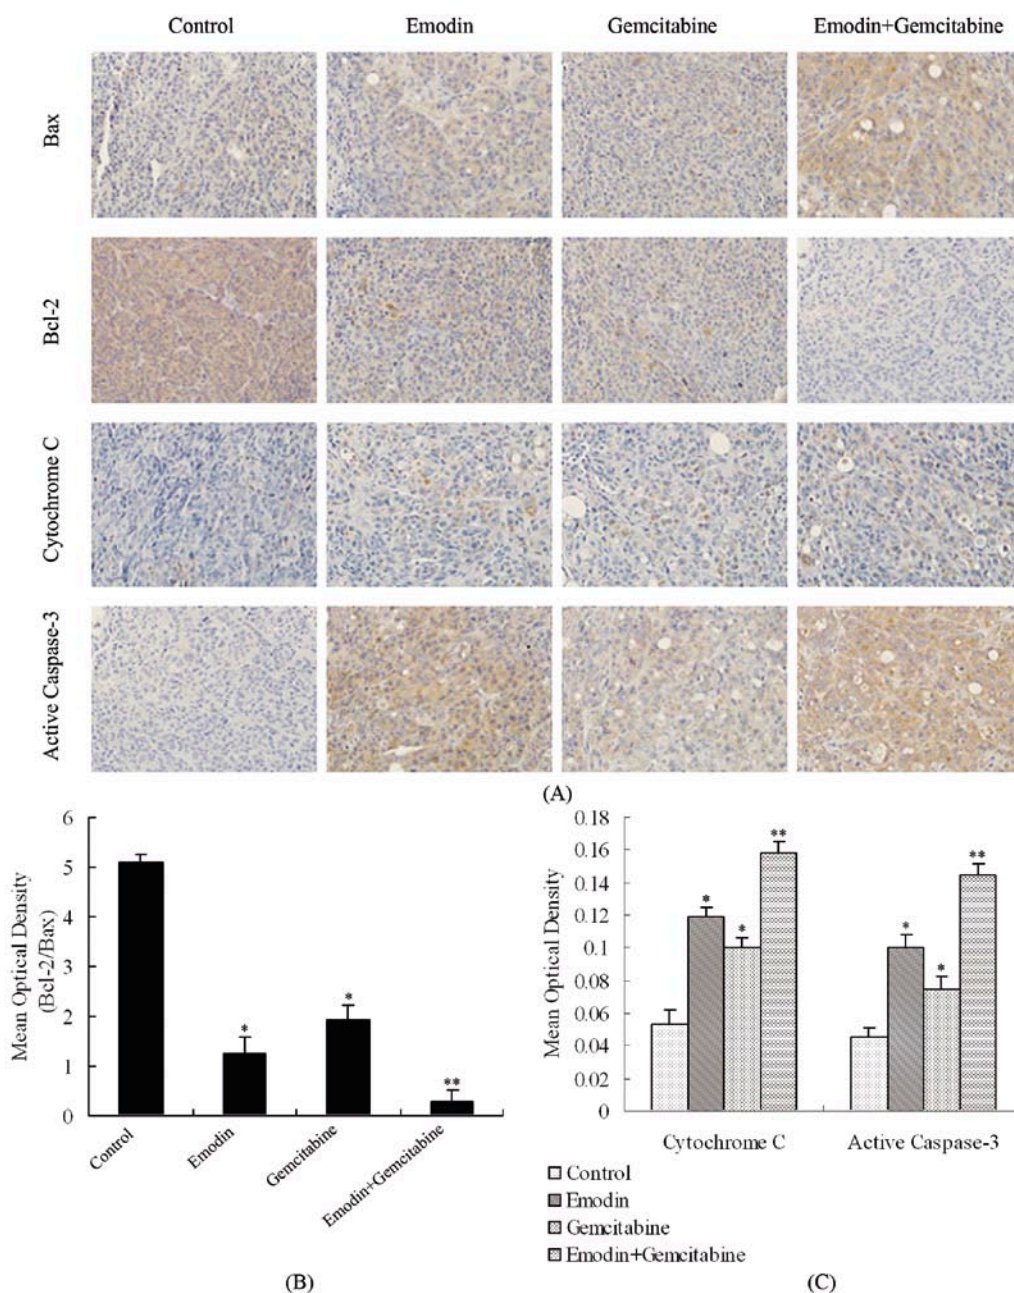 Control Emodin Gemcitabine Emodin+Gemcitabine
Bax
Bcl-2
Cytochrome C
Active Caspase-3
(A)
Mean Optical Density
(Bcl-2/Bax)
6
5
4
3
2
1
0
*
*
**
Control
Emodin
Gemcitabine
Emodin+Gemcitabine
(B)
Mean Optical Density
0.18
0.16
0.14
0.12
0.1
0.08
0.06
0.04
0.02
0
*
*
**
*
*
**
Cytochrome C Active Caspase-3
Control
Emodin
Gemcitabine
Emodin+Gemcitabine
(C)